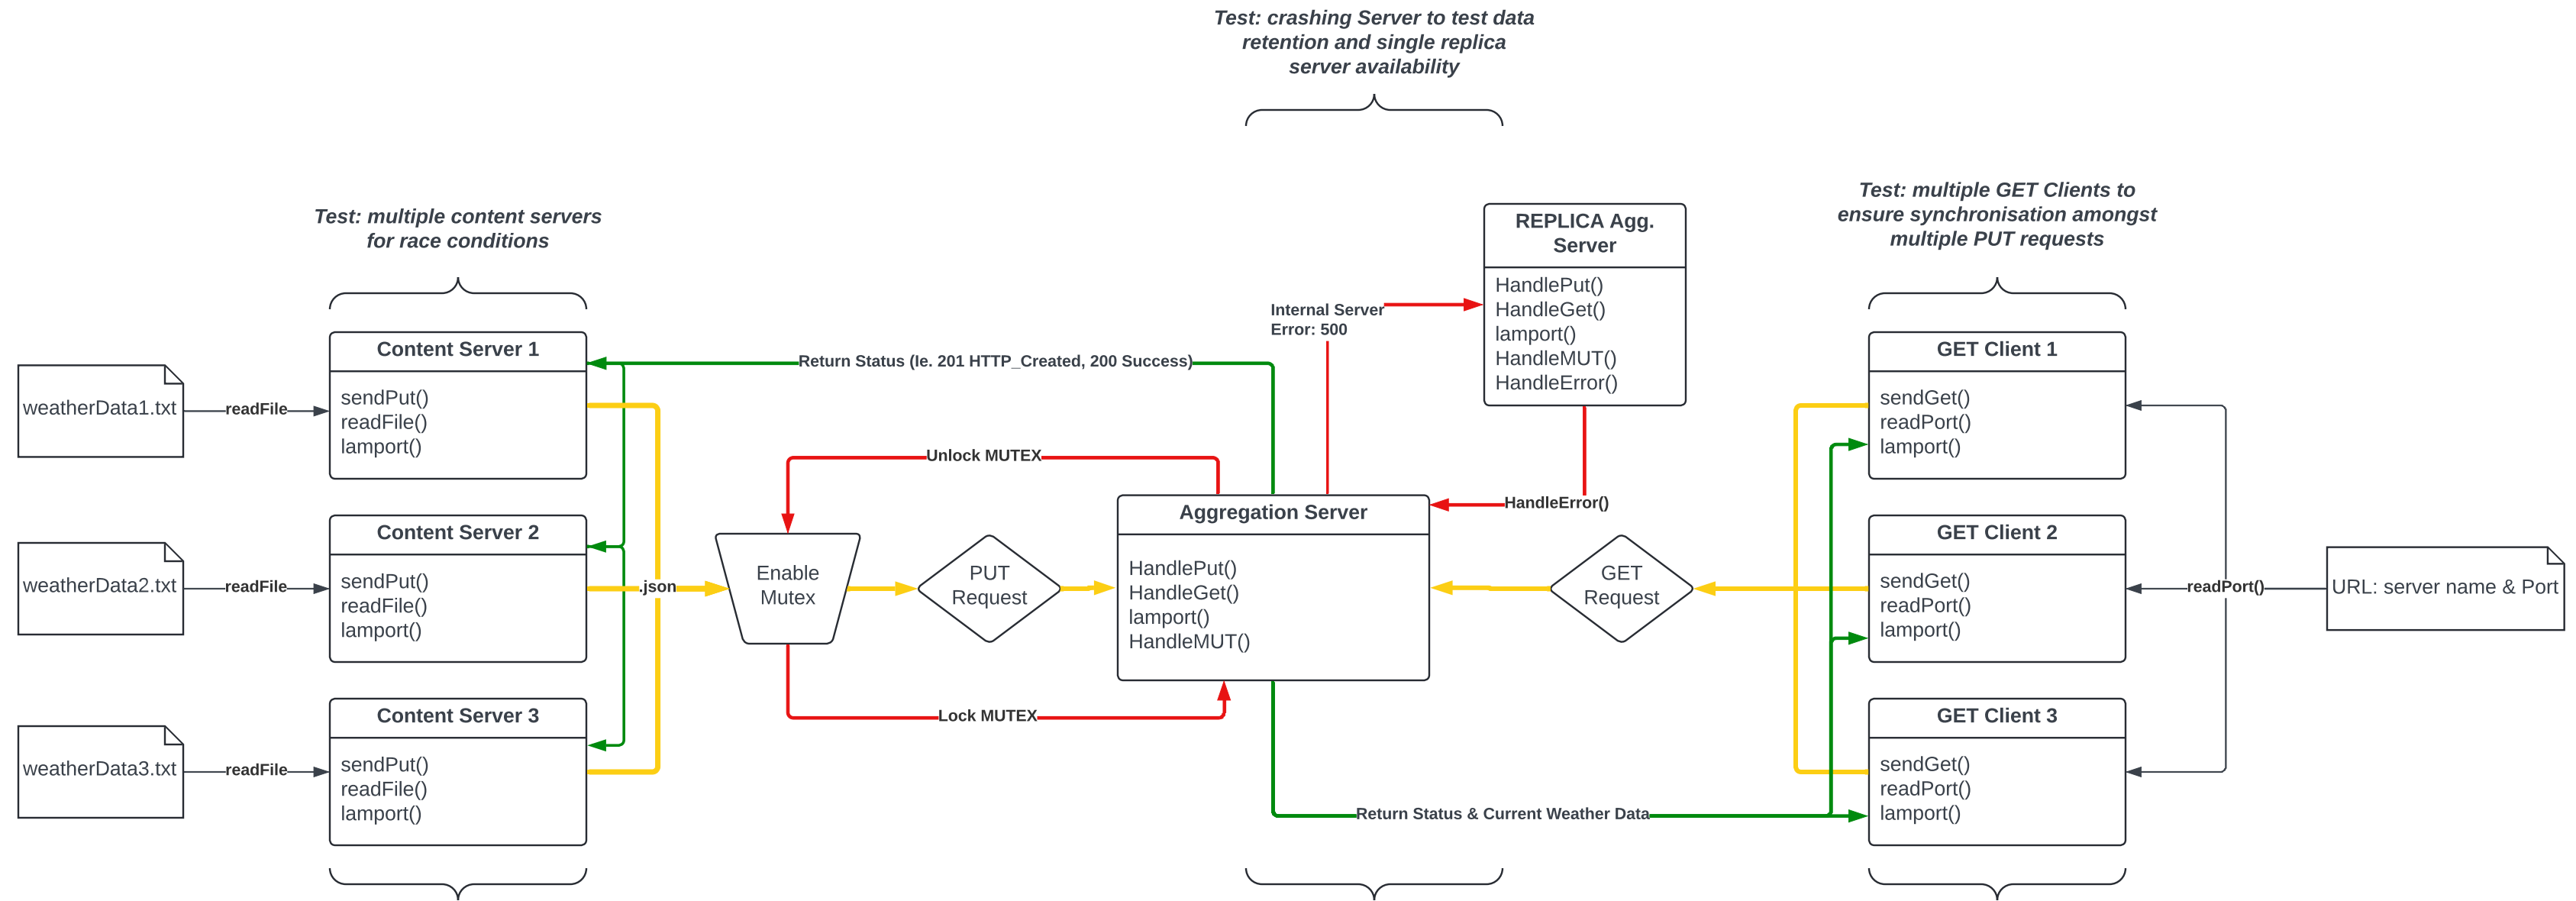 Test: crashing Server to test data
retention and single replica
server availability
Test: multiple content servers
for race conditions
Test: multiple GET Clients to
ensure synchronisation amongst
multiple PUT requests
weatherData1.txt
readFile
Content Server 1
sendPut()
readFile()
lamport()
weatherData2.txt
readFile
Content Server 2
sendPut()
readFile()
lamport()
weatherData3.txt
readFile
Content Server 3
sendPut()
readFile()
lamport()
.json
Return Status (Ie. 201 HTTP_Created, 200 Success)
Unlock MUTEX
Enable
Mutex
Lock MUTEX
PUT
Request
Internal Server
Error: 500
REPLICA Agg.
Server
HandlePut()
HandleGet()
lamport()
HandleMUT()
HandleError()
HandleError()
Aggregation Server
HandlePut()
HandleGet()
lamport()
HandleMUT()
GET
Request
Return Status & Current Weather Data
GET Client 1
sendGet()
readPort()
lamport()
GET Client 2
sendGet()
readPort()
lamport()
GET Client 3
sendGet()
readPort()
lamport()
readPort()
URL: server name & Port